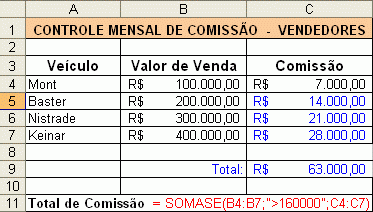 A B C
1 CONTROLE MENSAL DE COMISSÃO - VENDEDORES
2
3 Veículo Valor de Venda Comissão
4 Mont R$ 100.000,00 R$ 7.000,00
5 Baster R$ 200.000,00 R$ 14.000,00
6 Nistrade R$ 300.000,00 R$ 21.000,00
7 Keinar R$ 400.000,00 R$ 28.000,00
8
9 Total: R$ 63.000,00
10
11 Total de Comissão = SOMASE(B4:B7;">160000";C4:C7)